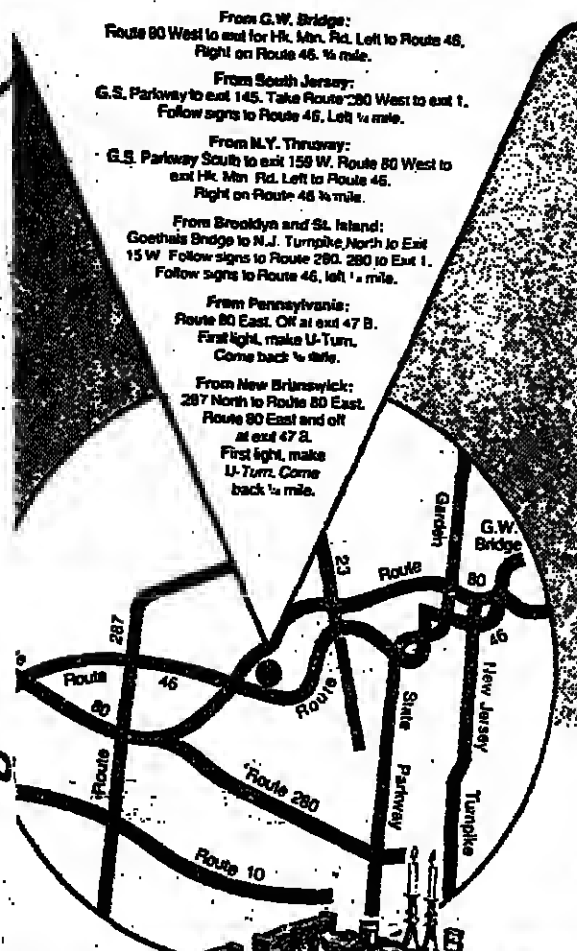 From G.W. Bridge:
Route 80 West to exit for Hk. Mtn. Rd. Left to Route 46,
Right on Route 46. ¾ mile.
From South Jersey:
G.S. Parkway to exit 145. Take Route 280 West to exit 1.
Follow signs to Route 46, Left ¼ mile.
From N.Y. Thruway:
G.S. Parkway South to exit 159 W. Route 80 West to
exit Hk. Mtn Rd. Left to Route 46.
Right on Route 46 ¾ mile.
From Brooklyn and St. Island:
Goethals Bridge to N.J. Turnpike North to Exit
15 W Follow signs to Route 280. 280 to Exit 1.
Follow signs to Route 46, left ¼ mile.
From Pennsylvania:
Route 80 East. Off at exit 47 B.
First light, make U-Turn,
Come back ¼ mile.
From New Brunswick:
287 North to Route 80 East.
Route 80 East and off
at exit 47 B.
First light, make
U-Turn. Come
back ¼ mile.
G.W.
Bridge
Garden
State
Parkway
23
Route
80
46
Route
287
Route
Route
46
80
New Jersey
Turnpike
Route 280
Route 10